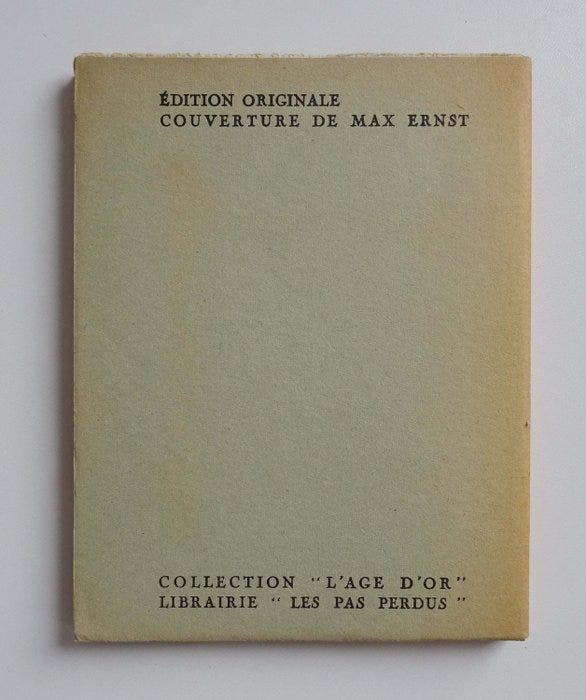 ÉDITION ORIGINALE
COUVERTURE DE MAX ERNST
COLLECTION "L'AGE D'OR"
LIBRAIRIE "LES PAS PERDUS"